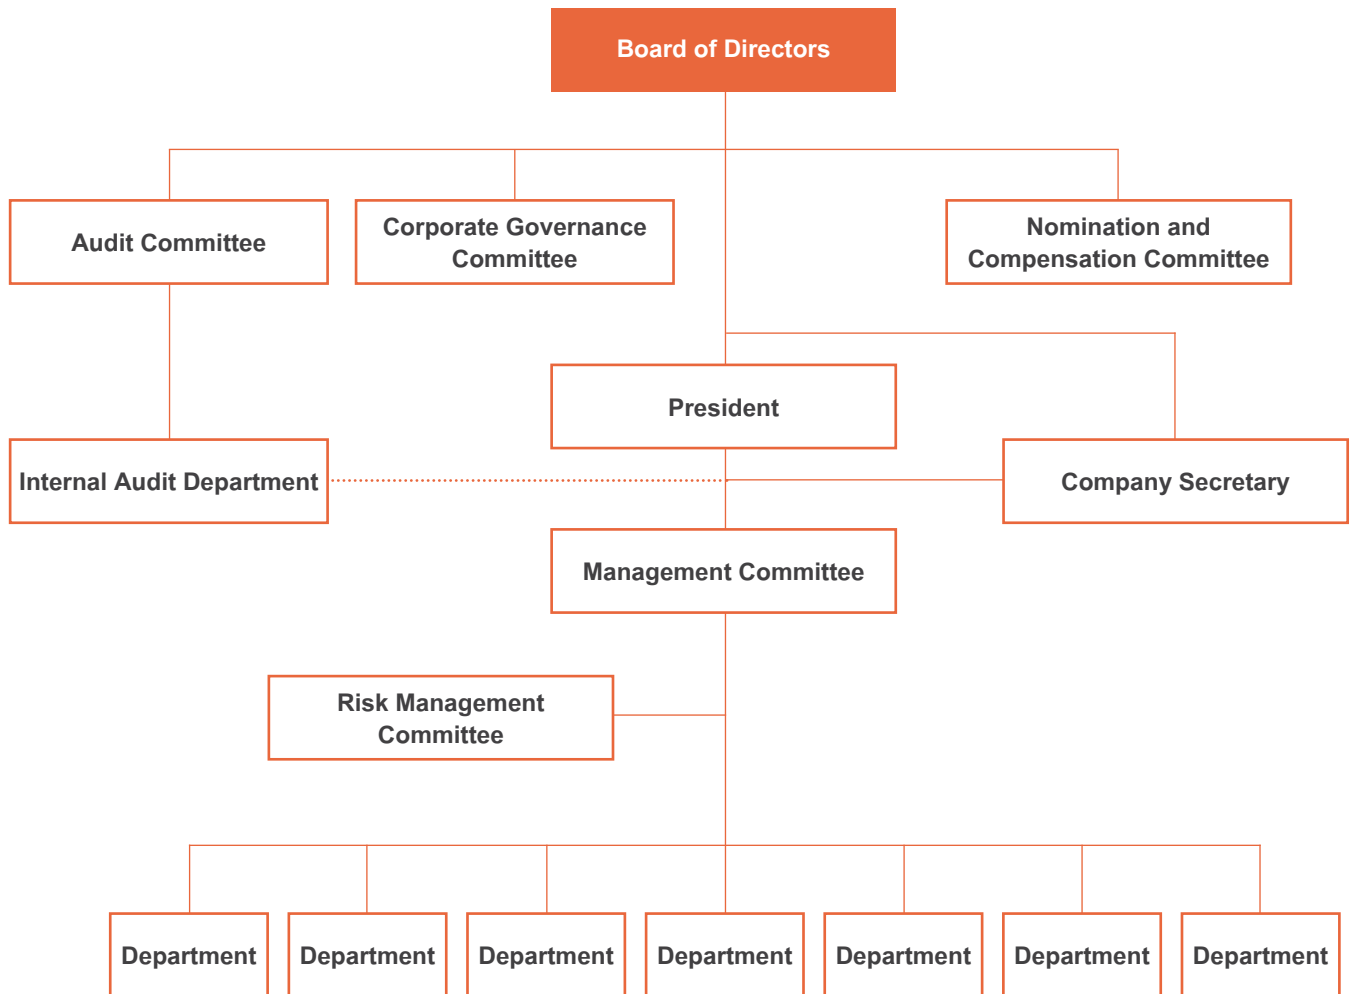 Board of Directors
Audit Committee
Corporate Governance
Committee
Nomination and
Compensation Committee
President
Internal Audit Department
Company Secretary
Management Committee
Risk Management
Committee
Department
Department
Department
Department
Department
Department
Department